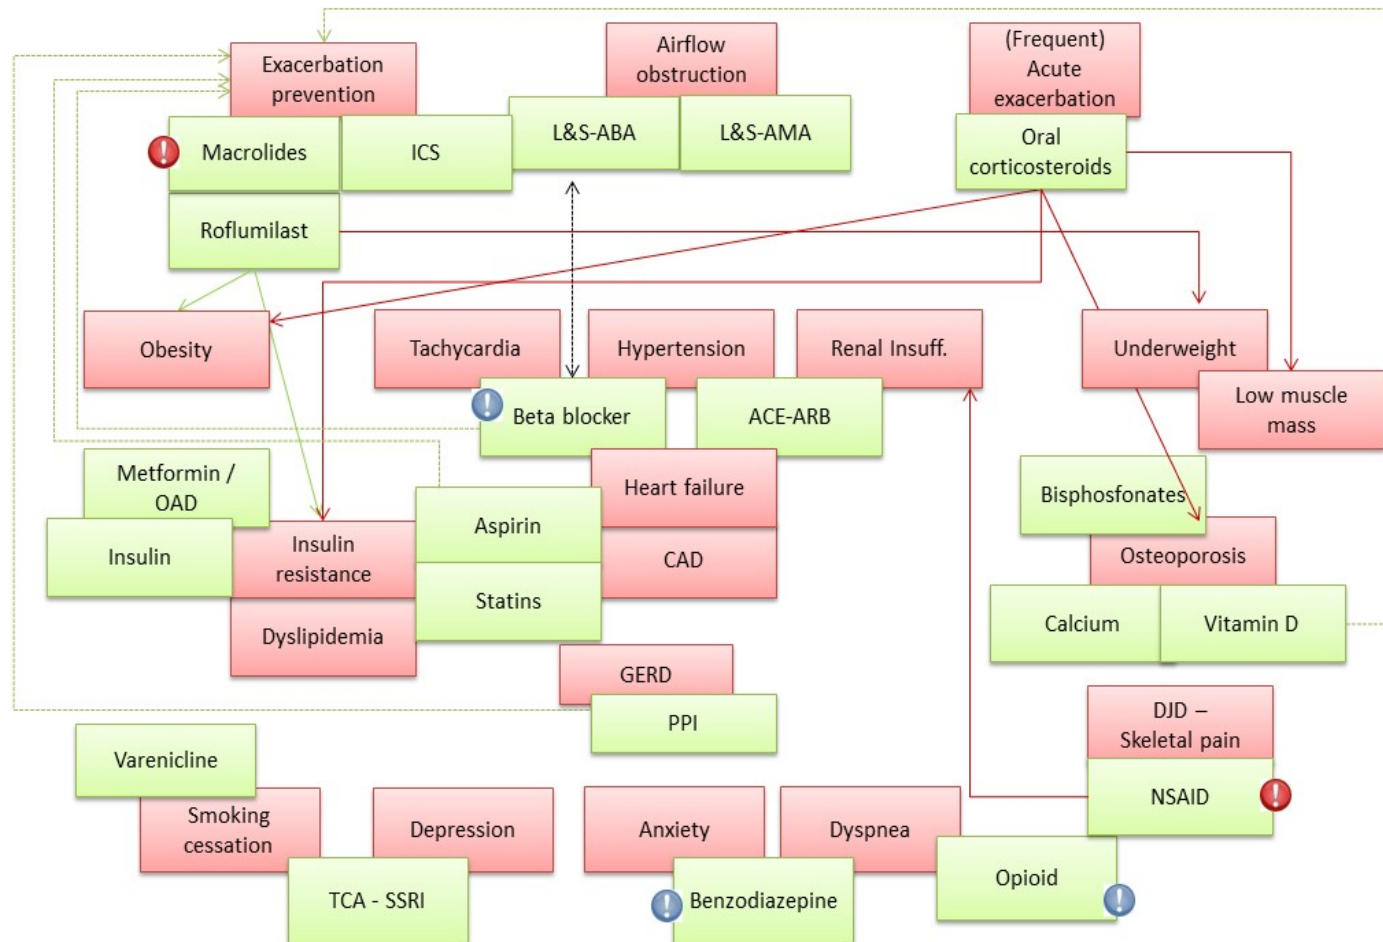 Exacerbation
prevention
Airflow
obstruction
(Frequent)
Acute
exacerbation
Macrolides
ICS
L&S-ABA
L&S-AMA
Oral
corticosteroids
Roflumilast
Obesity
Tachycardia
Hypertension
Renal Insuff.
Underweight
Beta blocker
ACE-ARB
Low muscle
mass
Metformin /
OAD
Heart failure
Bisphosfonates
Insulin
Insulin
resistance
Aspirin
CAD
Osteoporosis
Dyslipidemia
Statins
Calcium
Vitamin D
GERD
PPI
DJD –
Skeletal pain
Varenicline
NSAID
Smoking
cessation
Depression
Anxiety
Dyspnea
TCA - SSRI
Benzodiazepine
Opioid